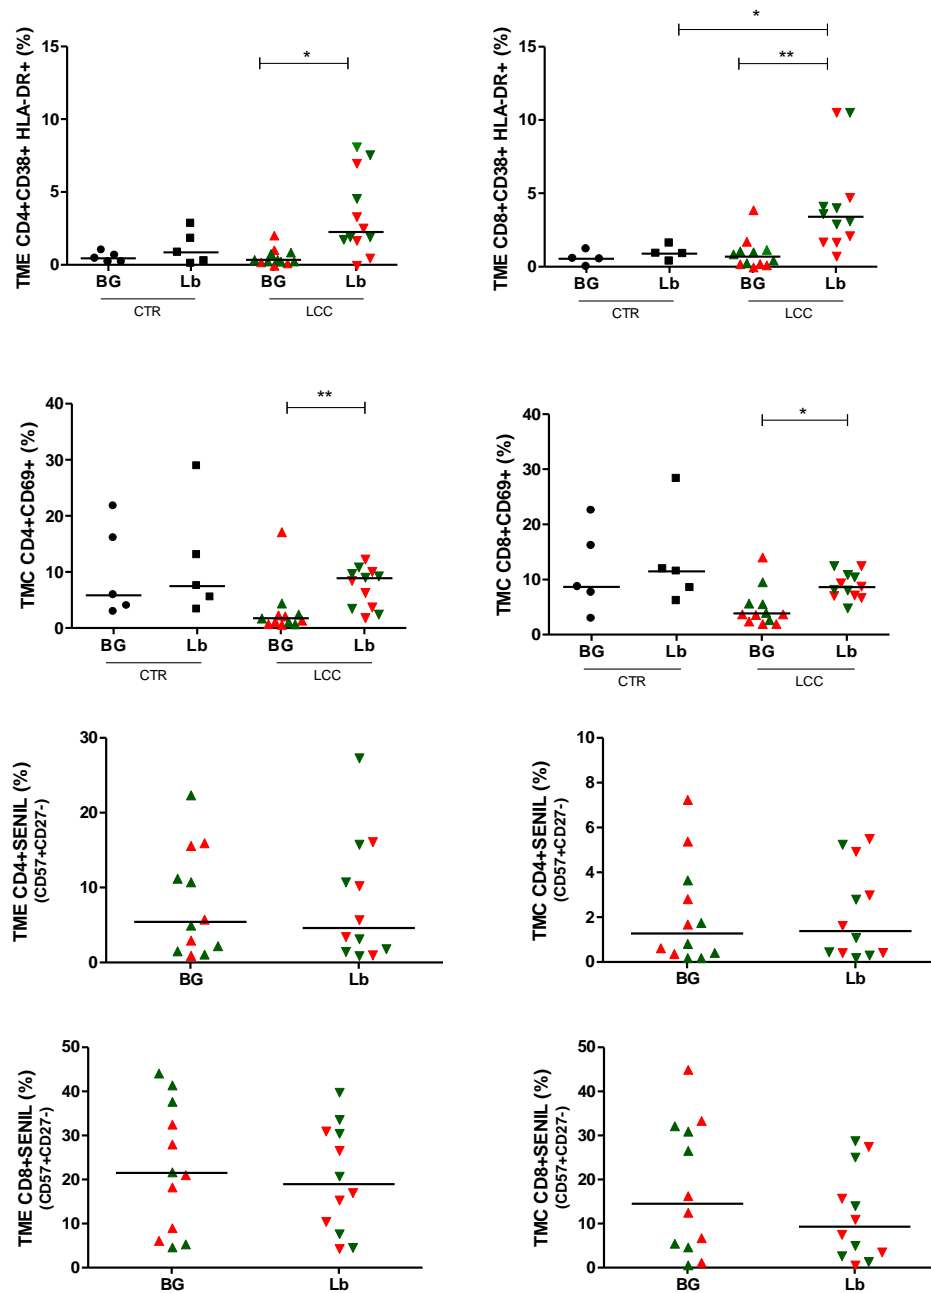 TME CD4+CD38+ HLA-DR+ (%)
15
10
5
0
*
BG
Lb
BG
Lb
CTR
LCC
TME CD8+CD38+ HLA-DR+ (%)
15
10
5
0
*
**
BG
Lb
BG
Lb
CTR
LCC
TMC CD4+CD69+ (%)
40
30
20
10
0
**
BG
Lb
BG
Lb
CTR
LCC
TMC CD8+CD69+ (%)
40
30
20
10
0
*
BG
Lb
BG
Lb
CTR
LCC
TME CD4+SENIL (%)
(CD57+CD27-)
30
20
10
0
BG
Lb
TMC CD4+SENIL (%)
(CD57+CD27-)
10
8
6
4
2
0
BG
Lb
TME CD8+SENIL (%)
(CD57+CD27-)
50
40
30
20
10
0
BG
Lb
TMC CD8+SENIL (%)
(CD57+CD27-)
50
40
30
20
10
0
BG
Lb